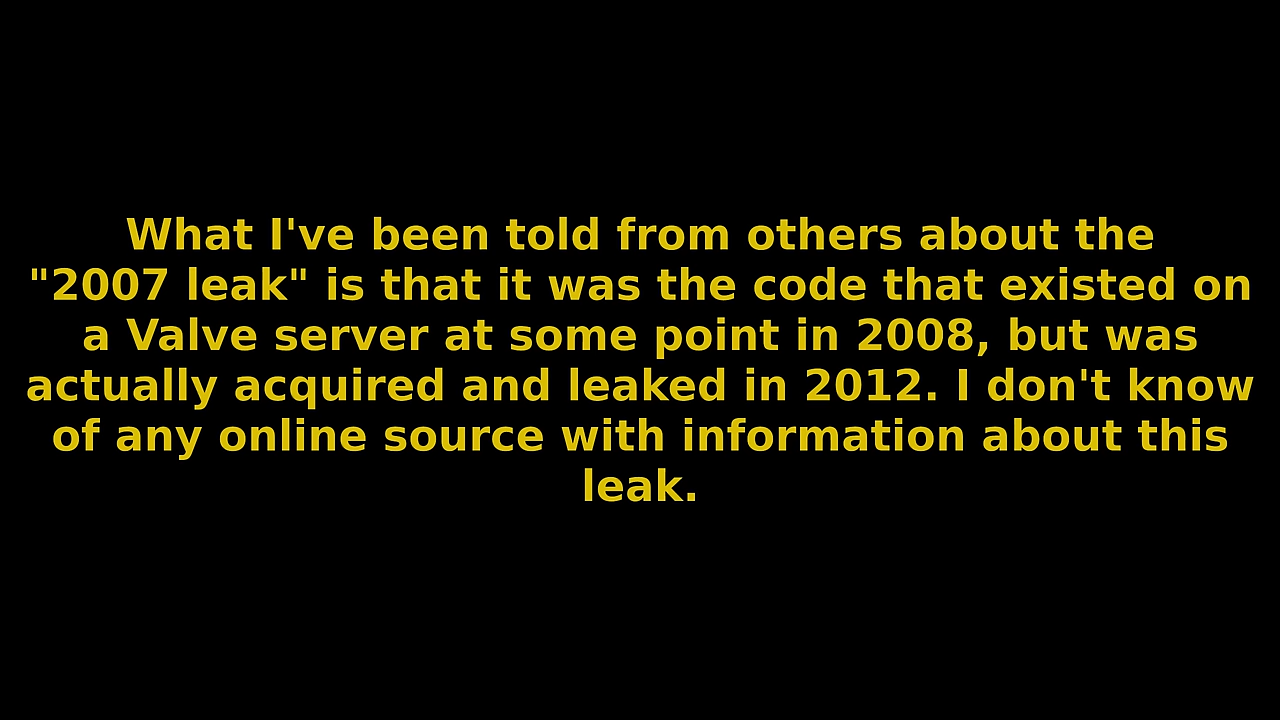 What I've been told from others about the
"2007 leak" is that it was the code that existed on
a Valve server at some point in 2008, but was
actually acquired and leaked in 2012. I don't know
of any online source with information about this
leak.